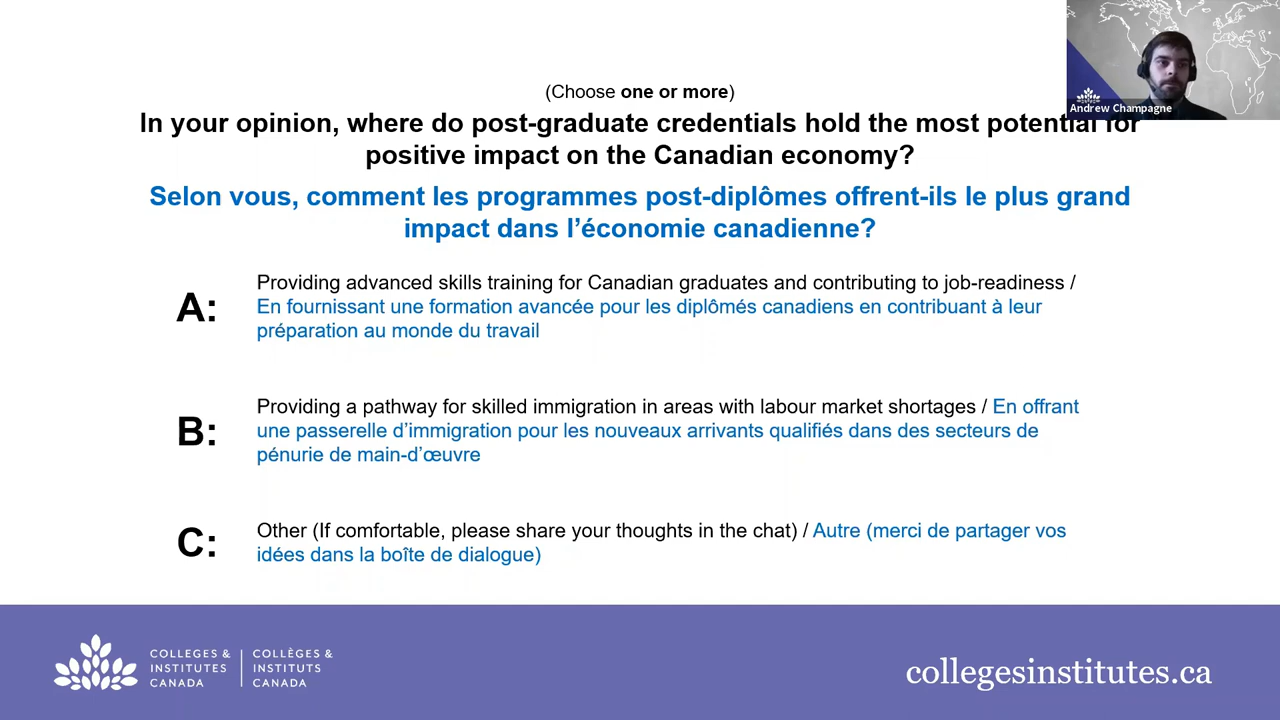 (Choose one or more)
In your opinion, where do post-graduate credentials hold the most potential for
positive impact on the Canadian economy?
Selon vous, comment les programmes post-diplômes offrent-ils le plus grand
impact dans l'économie canadienne?
A:
Providing advanced skills training for Canadian graduates and contributing to job-readiness /
En fournissant une formation avancée pour les diplômés canadiens en contribuant à leur
préparation au monde du travail
B:
Providing a pathway for skilled immigration in areas with labour market shortages / En offrant
une passerelle d'immigration pour les nouveaux arrivants qualifiés dans des secteurs de
pénurie de main-d'œuvre
C:
Other (If comfortable, please share your thoughts in the chat) / Autre (merci de partager vos
idées dans la boîte de dialogue)
Andrew Champagne
COLLEGES &
INSTITUTES
CANADA
COLLÈGES &
INSTITUTS
CANADA
collegesinstitutes.ca